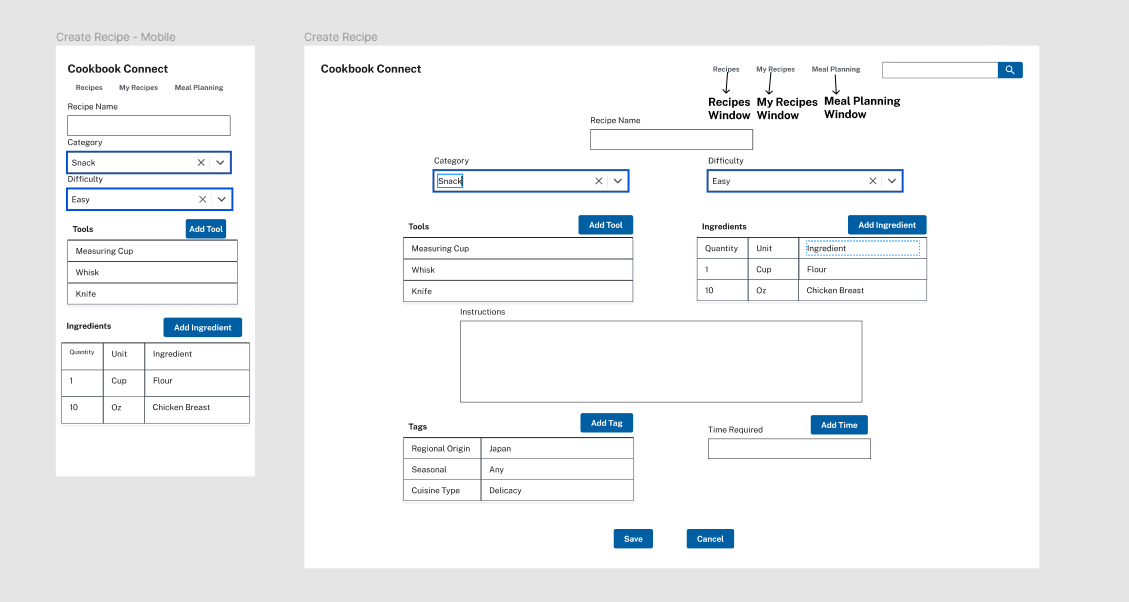 Create Recipe - Mobile
Cookbook Connect
Recipes My Recipes Meal Planning
Recipe Name
Category
Snack
Difficulty
Easy
Tools Add Tool
Measuring Cup
Whisk
Knife
Ingredients Add Ingredient
Quantity Unit Ingredient
1 Cup Flour
10 Oz Chicken Breast
Create Recipe
Cookbook Connect
Recipes My Recipes Meal Planning
Recipes Window
My Recipes Window
Meal Planning Window
Recipe Name
Category
Snack
Difficulty
Easy
Tools Add Tool
Measuring Cup
Whisk
Knife
Ingredients Add Ingredient
Quantity Unit Ingredient
1 Cup Flour
10 Oz Chicken Breast
Instructions
Tags Add Tag
Regional Origin Japan
Seasonal Any
Cuisine Type Delicacy
Time Required Add Time
Save Cancel